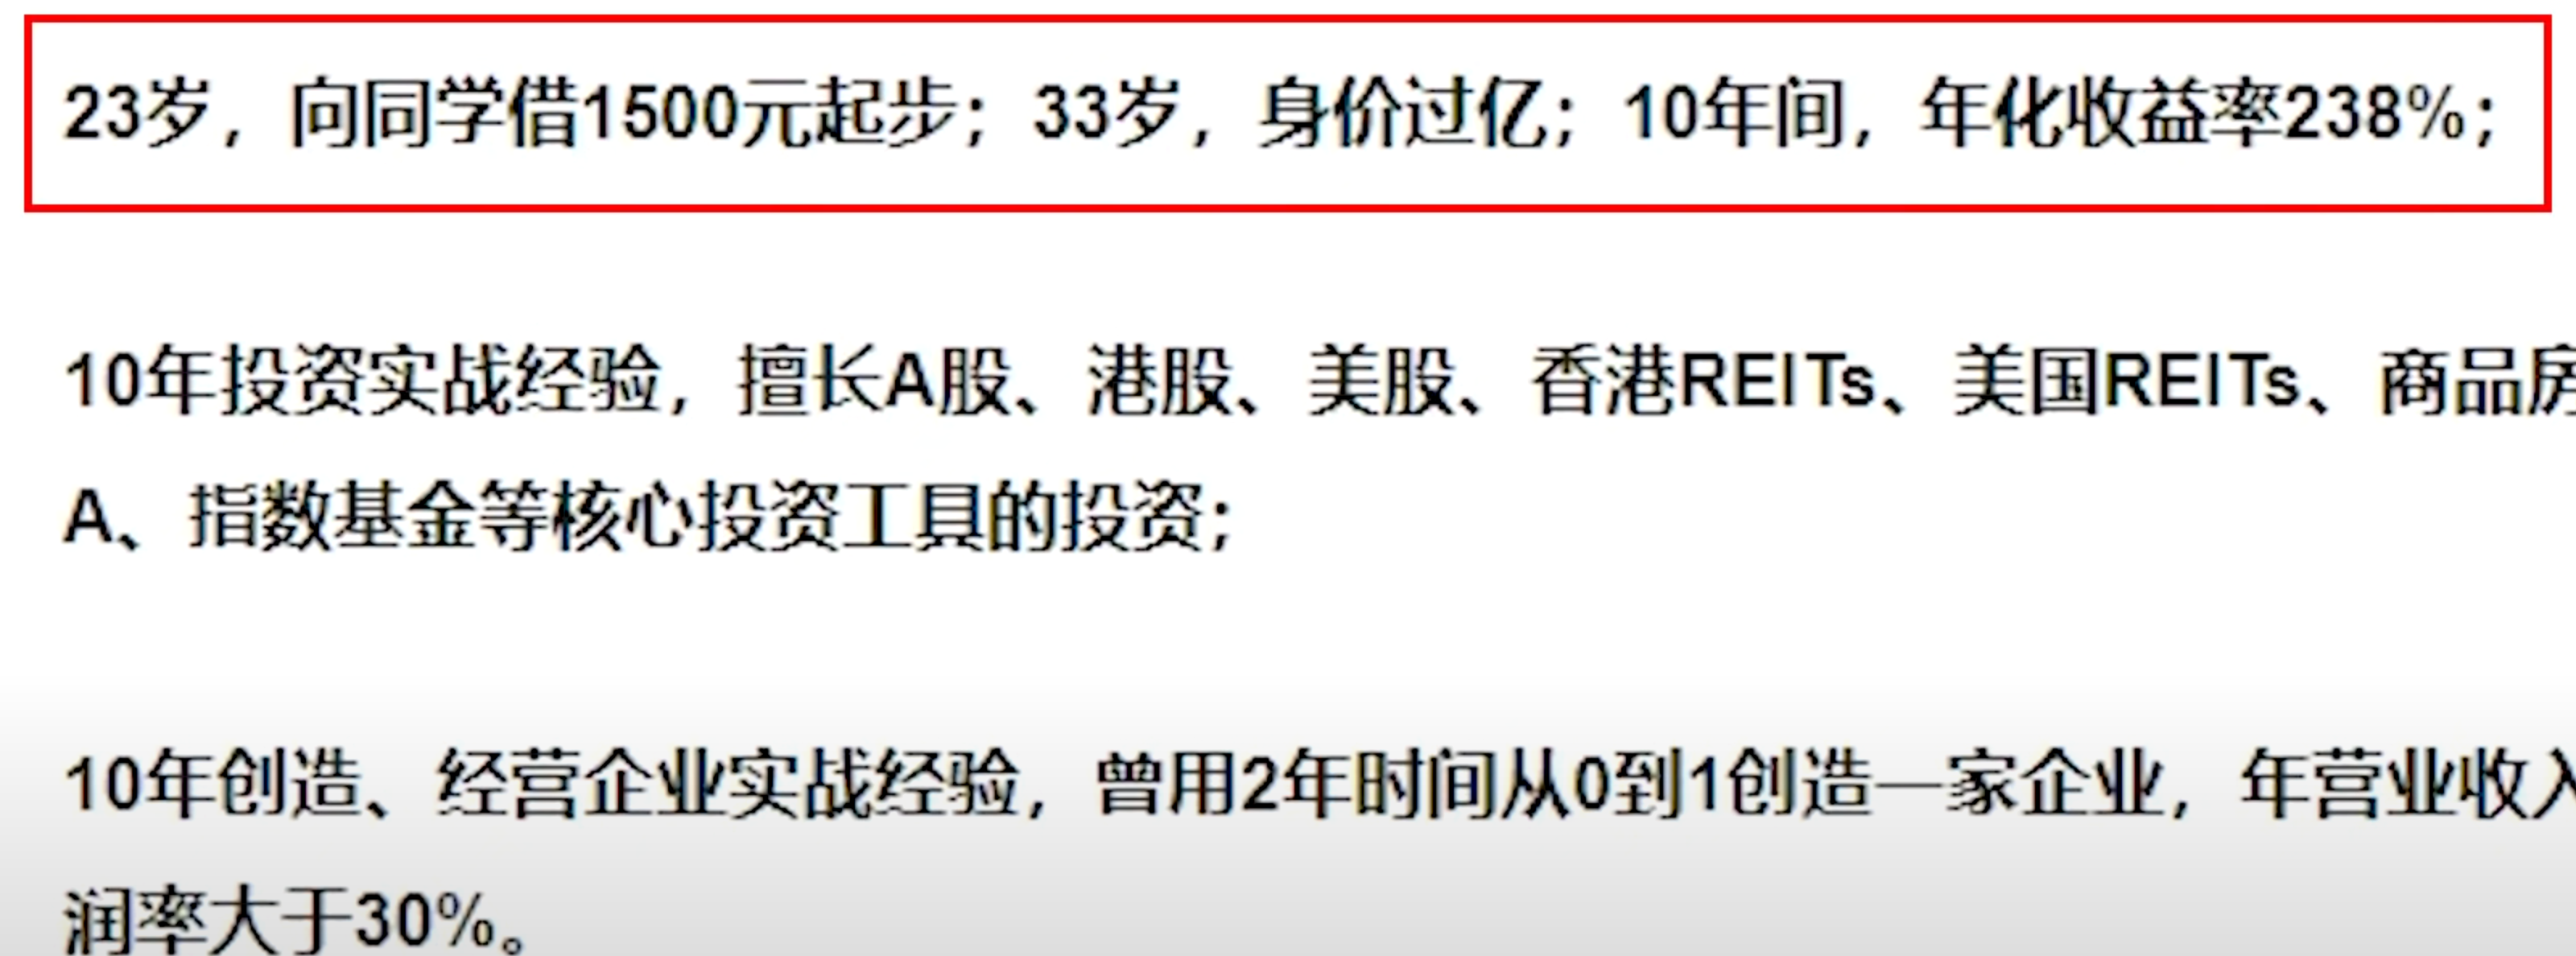 23岁，向同学借1500元起步；33岁，身价过亿；10年间，年化收益率238%；
10年投资实战经验，擅长A股、港股、美股、香港REITs、美国REITs、商品房
A、指数基金等核心投资工具的投资；
10年创造、经营企业实战经验，曾用2年时间从0到1创造一家企业，年营业收入
润率大于30%。